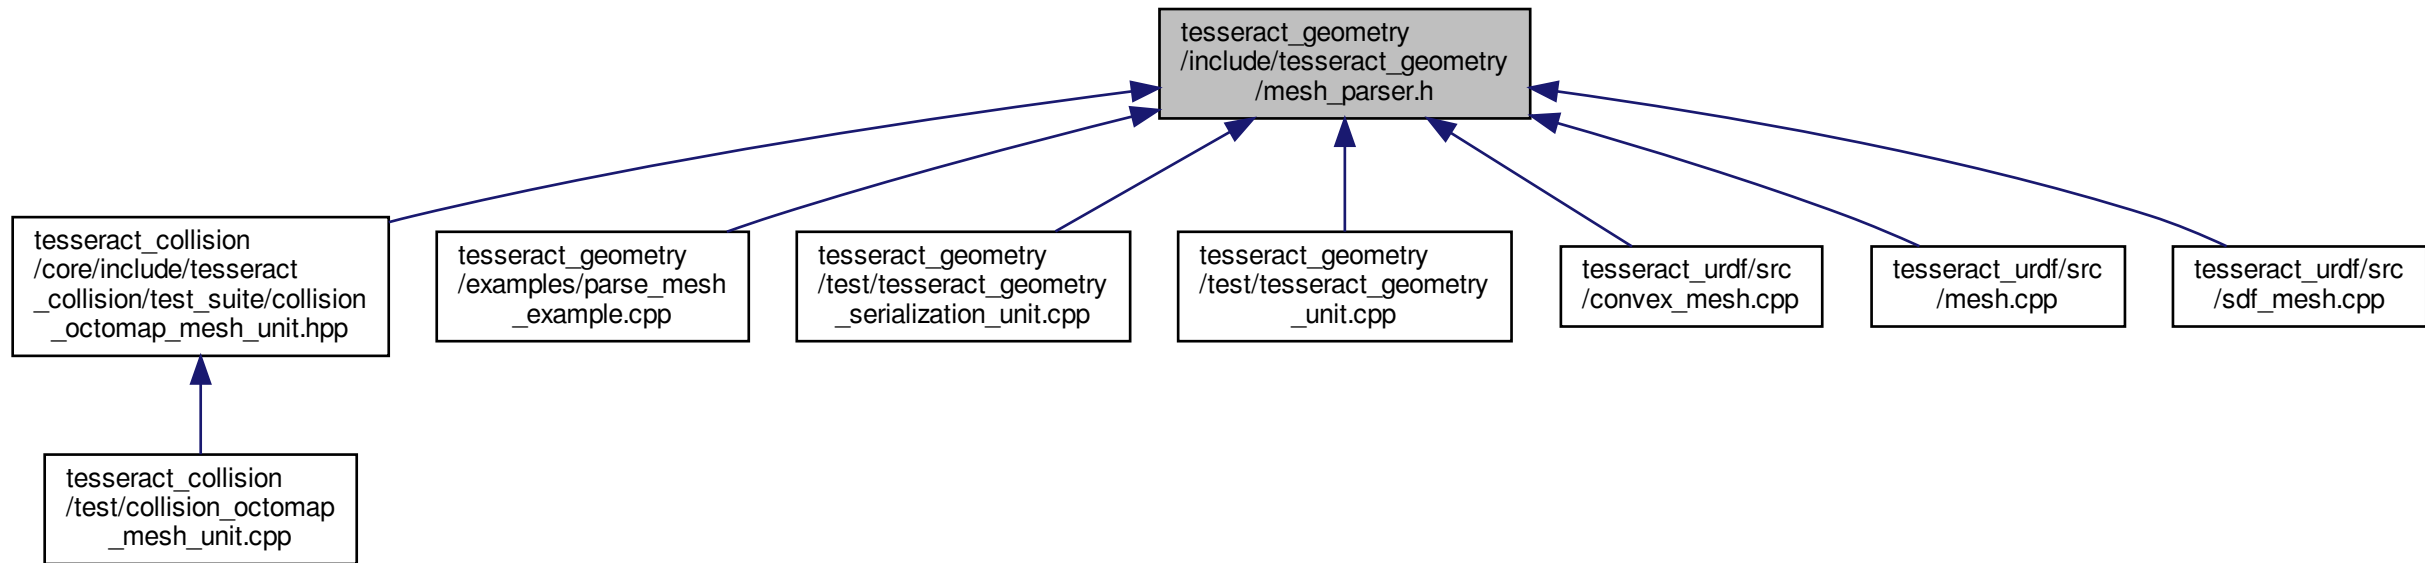 tesseract_geometry
/include/tesseract_geometry
/mesh_parser.h
tesseract_collision
/core/include/tesseract
_collision/test_suite/collision
_octomap_mesh_unit.hpp
tesseract_geometry
/examples/parse_mesh
_example.cpp
tesseract_geometry
/test/tesseract_geometry
_serialization_unit.cpp
tesseract_geometry
/test/tesseract_geometry
_unit.cpp
tesseract_urdf/src
/convex_mesh.cpp
tesseract_urdf/src
/mesh.cpp
tesseract_urdf/src
/sdf_mesh.cpp
tesseract_collision
/test/collision_octomap
_mesh_unit.cpp